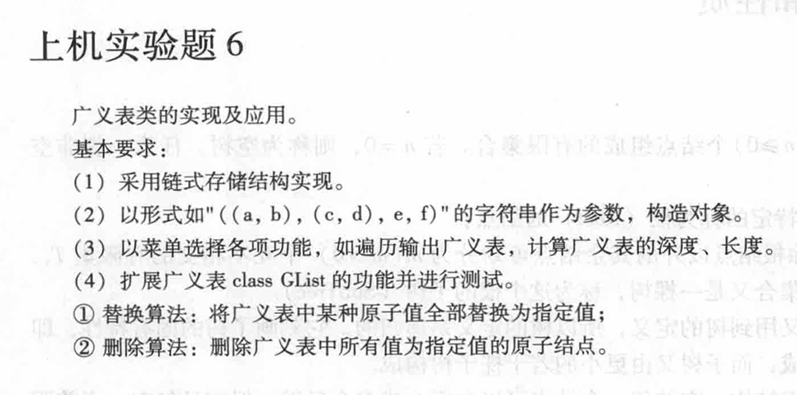 上机实验题 6
广义表类的实现及应用。
基本要求：
(1) 采用链式存储结构实现。
(2) 以形式如"((a, b), (c, d), e, f)"的字符串作为参数，构造对象。
(3) 以菜单选择各项功能，如遍历输出广义表，计算广义表的深度、长度。
(4) 扩展广义表 class GList 的功能并进行测试。
① 替换算法：将广义表中某种原子值全部替换为指定值；
② 删除算法：删除广义表中所有值为指定值的原子结点。